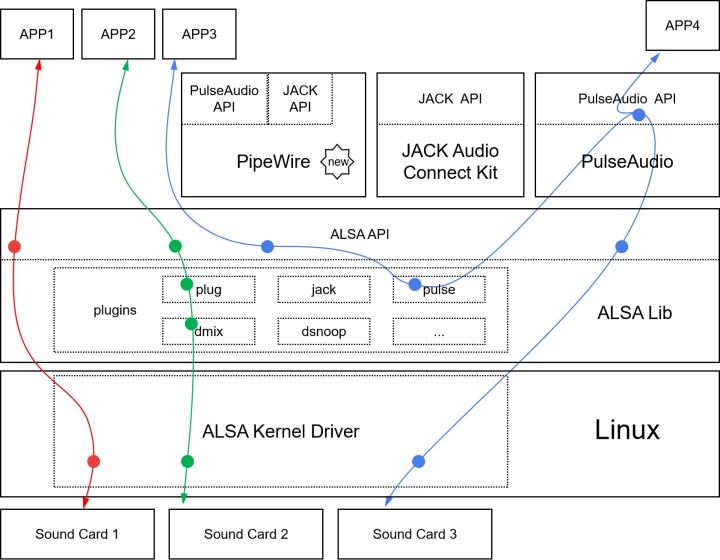 APP1
APP2
APP3
APP4
PulseAudio
API
JACK
API
PipeWire
new
JACK API
JACK Audio
Connect Kit
PulseAudio API
PulseAudio
ALSA API
plugins
plug
jack
pulse
dmix
dsnoop
...
ALSA Lib
ALSA Kernel Driver
Linux
Sound Card 1
Sound Card 2
Sound Card 3